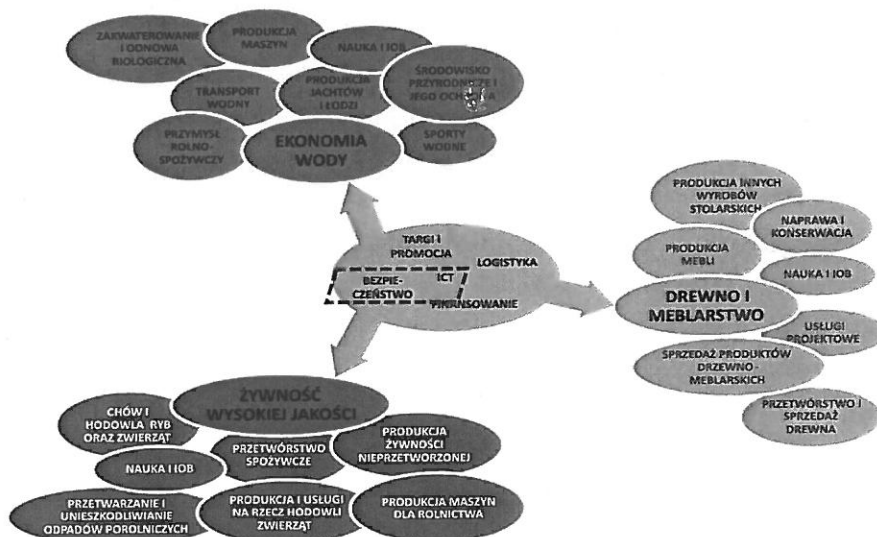 ZAKWATEROWANIE
I ODNOWA
BIOLOGICZNA
PRODUKCJA
MASZYN
NAUKA I IOB
ŚRODOWISKO
PRZYRODNICZE I
JEGO
TRANSPORT
WODNY
PRODUKCJA
JACHTÓW
I ŁODZI
PRZYMYSŁ
ROLNO-
SPOŻYWCZY
EKONOMIA
WODY
SPORTY
WODNE
TARGI I
PROMOCJA
LOGISTYKA
ICT
BEZPIE-
CZEŃSTWO
FINANSOWANIE
PRODUKCJA INNYCH
WYROBÓW
STOLARSKICH
NAPRAWA I
KONSERWACJA
PRODUKCJA
MEBLI
NAUKA I IOB
DREWNO I
MEBLARSTWO
USŁUGI
PROJEKTOWE
SPRZEDAŻ PRODUKTÓW
DRZEWNO-
MEBLARSKICH
PRZETWÓRSTWO I
SPRZEDAŻ
DREWNA
ŻYWNOŚĆ
WYSOKIEJ JAKOŚCI
CHÓW I
HODOWLA RYB
ORAZ ZWIERZĄT
PRZETWÓRSTWO
SPOŻYWCZE
PRODUKCJA
ŻYWNOŚCI
NIEPRZETWORZONEJ
NAUKA I IOB
PRZETWARZANIE I
UNIESZKODLIWIANIE
ODPADÓW POROLNICZYCH
PRODUKCJA I USŁUGI
NA RZECZ HODOWLI
ZWIERZĄT
PRODUKCJA MASZYN
DLA ROLNICTWA